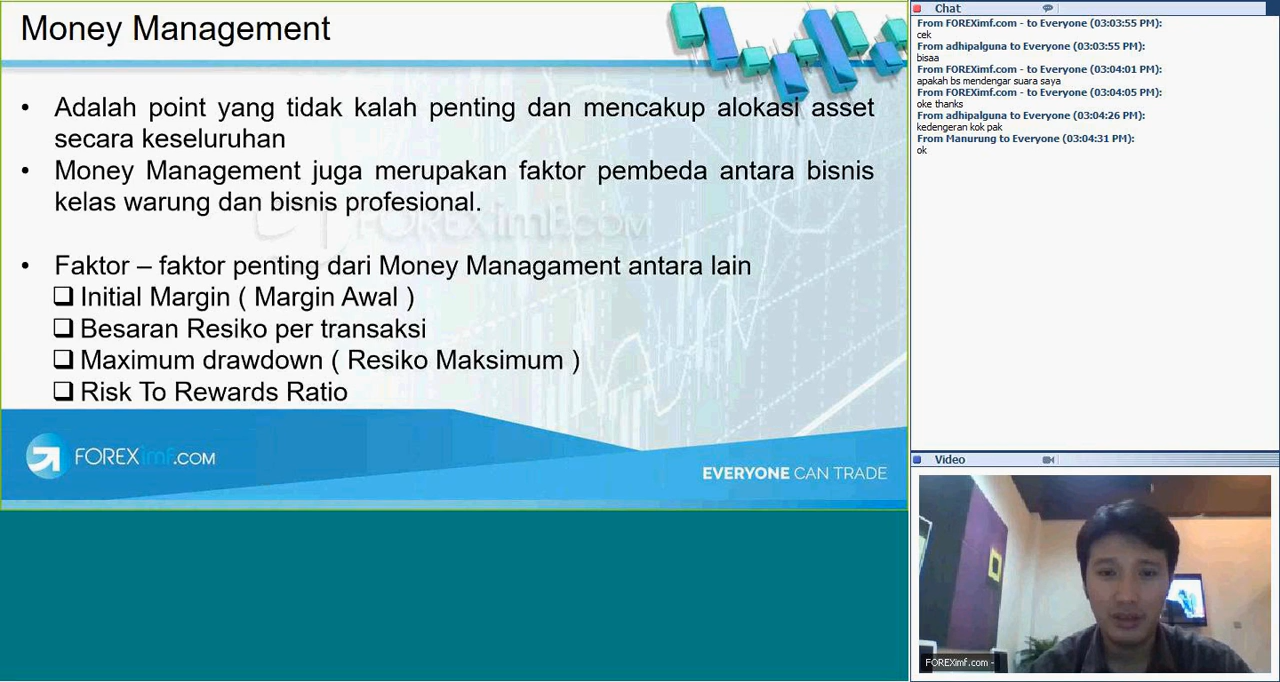 Money Management
• Adalah point yang tidak kalah penting dan mencakup alokasi asset
secara keseluruhan
• Money Management juga merupakan faktor pembeda antara bisnis
kelas warung dan bisnis profesional.
• Faktor – faktor penting dari Money Managament antara lain
❑ Initial Margin ( Margin Awal )
❑ Besaran Resiko per transaksi
❑ Maximum drawdown ( Resiko Maksimum )
❑ Risk To Rewards Ratio
FOREXimf.COM
FOREXimf.COM
EVERYONE CAN TRADE
Chat
From FOREXimf.com - to Everyone (03:03:55 PM):
cek
From adhipalguna to Everyone (03:03:55 PM):
bisaa
From FOREXimf.com - to Everyone (03:04:01 PM):
apakah bs mendengar suara saya
From FOREXimf.com - to Everyone (03:04:05 PM):
oke thanks
From adhipalguna to Everyone (03:04:26 PM):
kedengeran kok pak
From Manurung to Everyone (03:04:31 PM):
ok
Video
FOREXimf.com -